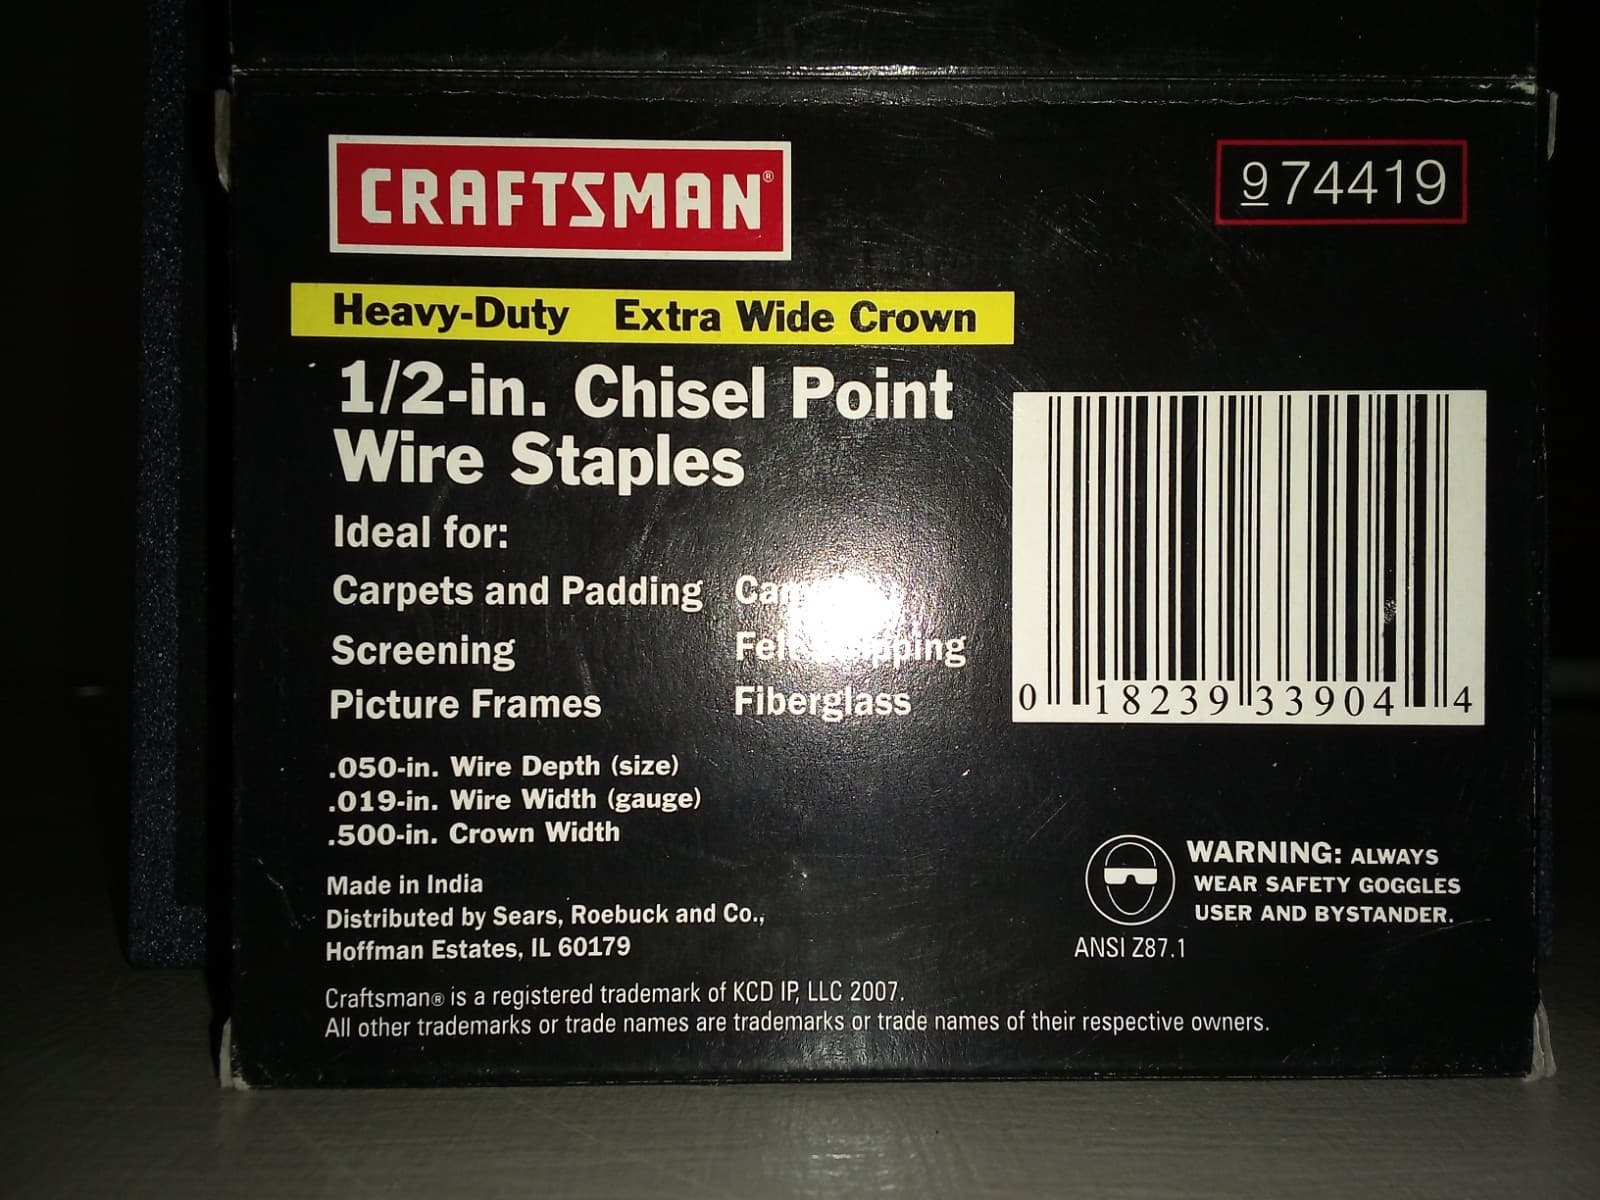 CRAFTSMAN®
974419
Heavy-Duty Extra Wide Crown
1/2-in. Chisel Point
Wire Staples
Ideal for:
Carpets and Padding
Screening
Picture Frames
Fiberglass
.050-in. Wire Depth (size)
.019-in. Wire Width (gauge)
.500-in. Crown Width
Made in India
Distributed by Sears, Roebuck and Co.,
Hoffman Estates, IL 60179
Craftsman® is a registered trademark of KCD IP, LLC 2007.
All other trademarks or trade names are trademarks or trade names of their respective owners.
0 18239 33904 4
WARNING: ALWAYS
WEAR SAFETY GOGGLES
USER AND BYSTANDER.
ANSI Z87.1